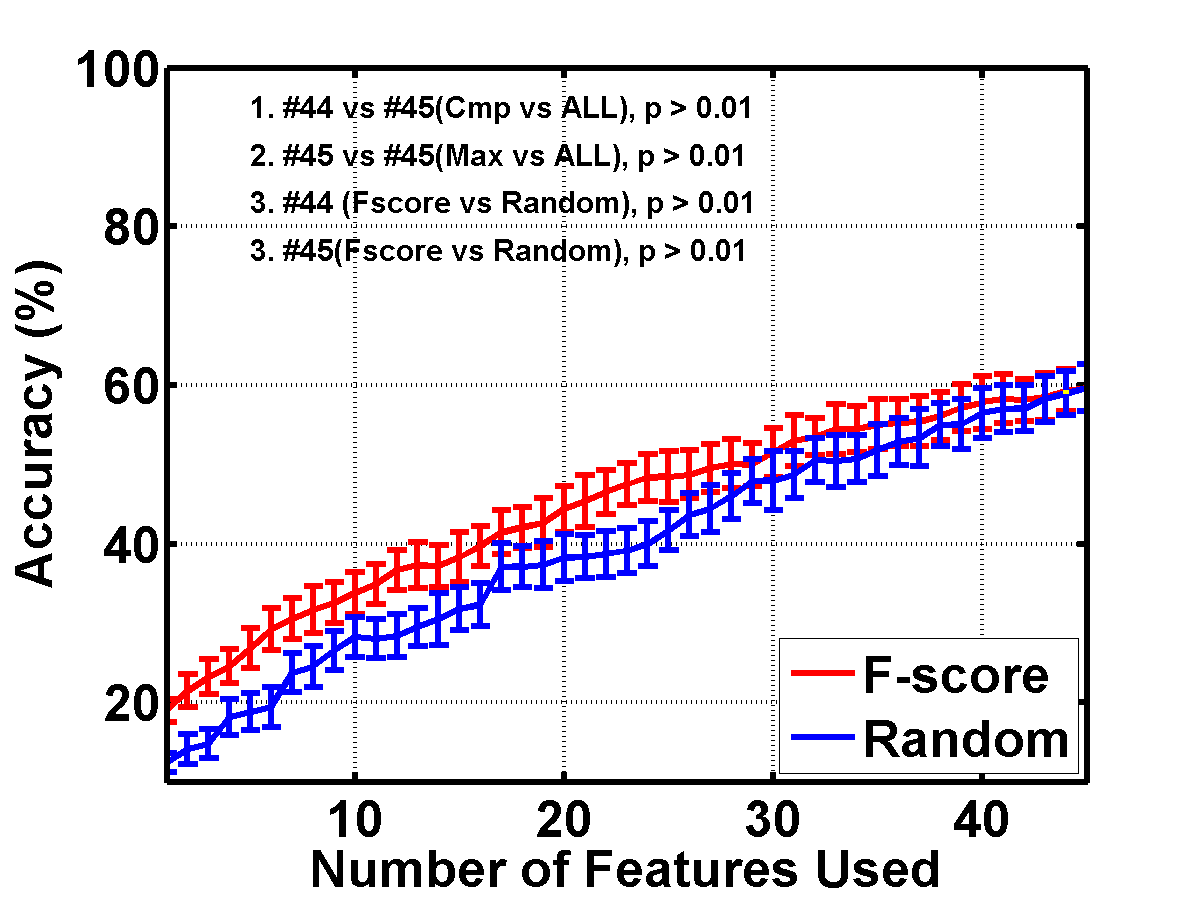 100
80
60
40
20
Accuracy (%)
1. #44 vs #45(Cmp vs ALL), p > 0.01
2. #45 vs #45(Max vs ALL), p > 0.01
3. #44 (Fscore vs Random), p > 0.01
3. #45(Fscore vs Random), p > 0.01
F-score
Random
10 20 30 40
Number of Features Used